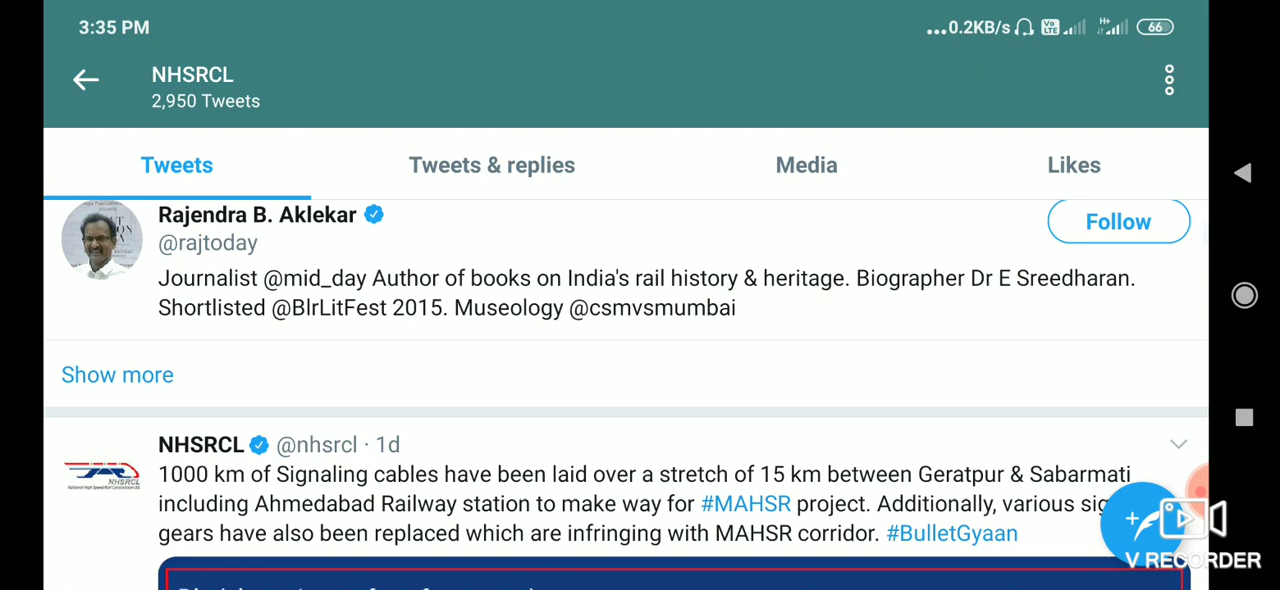 3:35 PM
...0.2KB/s Vo LTE H+ 66
NHSRCL
2,950 Tweets
Tweets Tweets & replies Media Likes
Rajendra B. Aklekar
@rajtoday
Follow
Journalist @mid_day Author of books on India's rail history & heritage. Biographer Dr E Sreedharan.
Shortlisted @BlrLitFest 2015. Museology @csmvsmumbai
Show more
NHSRCL @nhsrcl · 1d
NHSRCL
1000 km of Signaling cables have been laid over a stretch of 15 km between Geratpur & Sabarmati
including Ahmedabad Railway station to make way for #MAHSR project. Additionally, various
gears have also been replaced which are infringing with MAHSR corridor. #BulletGyaan
V RECORDER